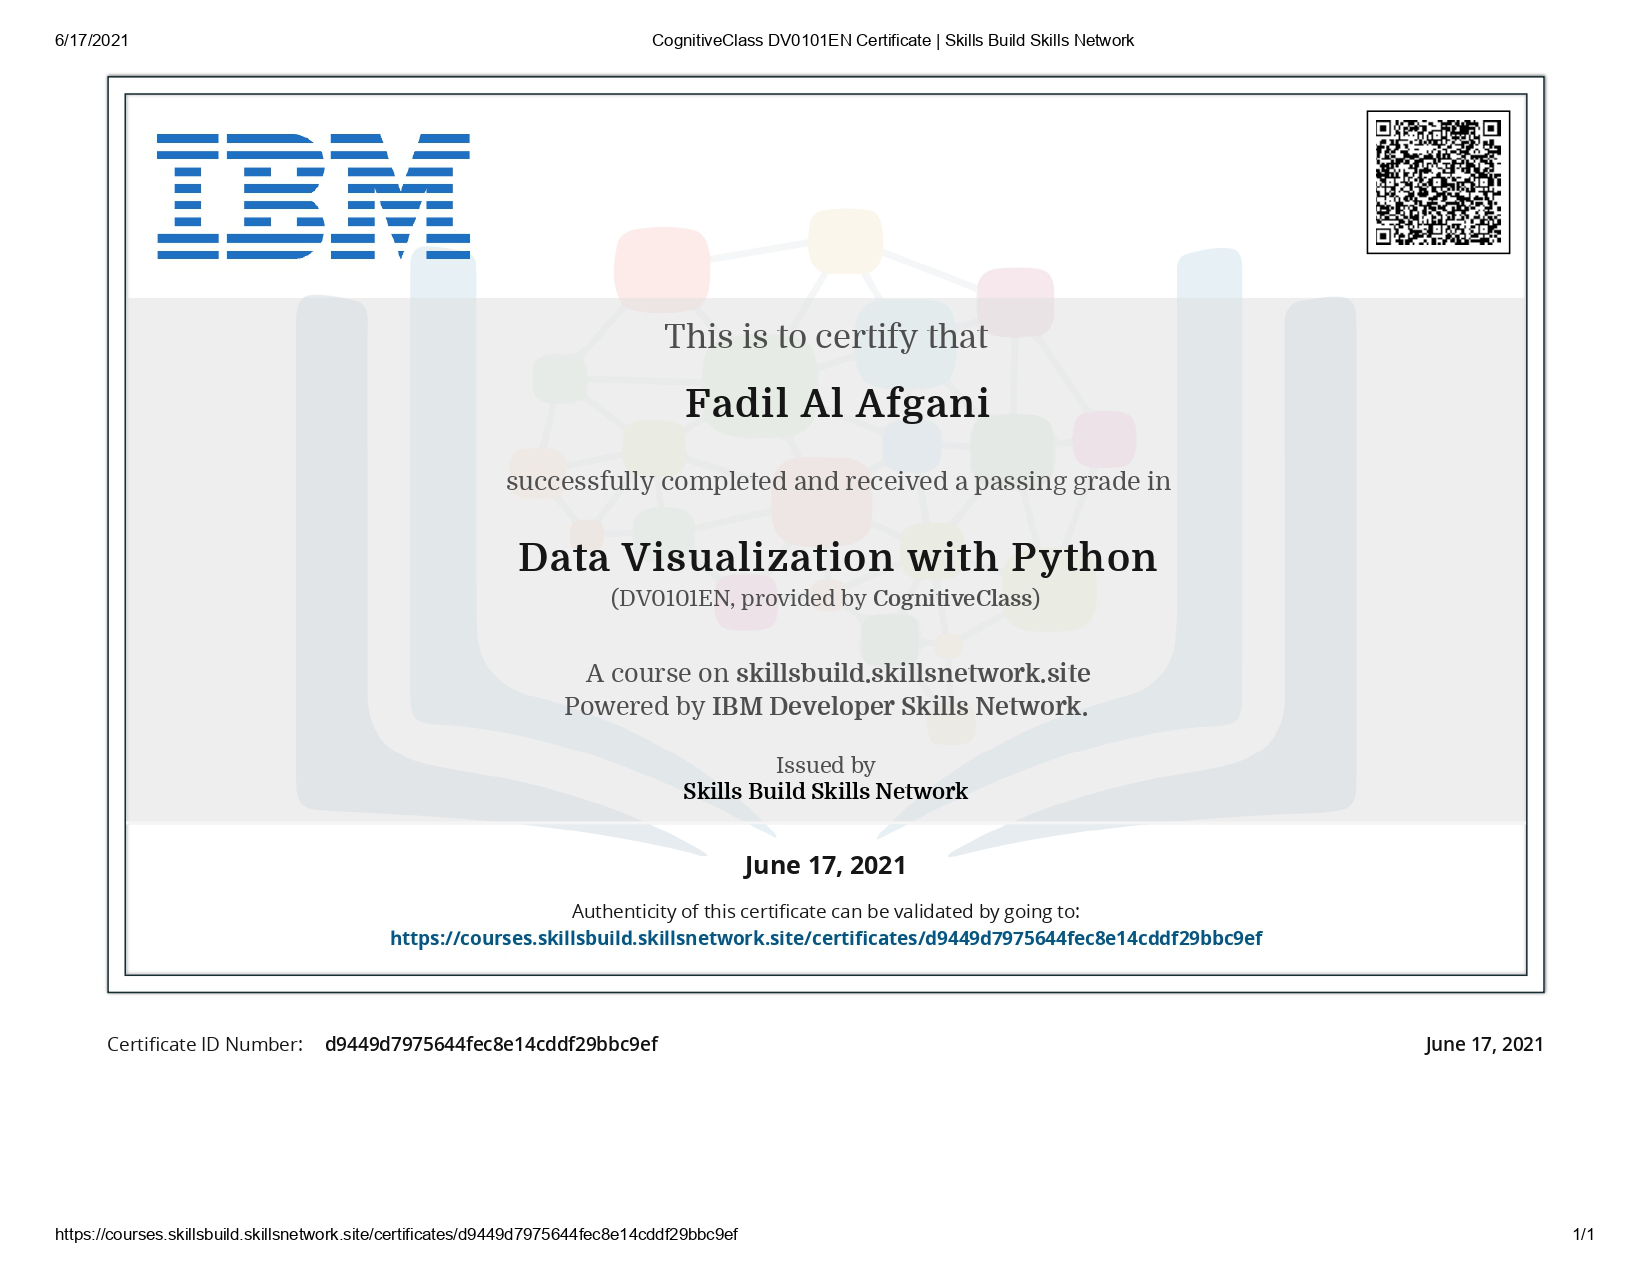 6/17/2021
CognitiveClass DV0101EN Certificate | Skills Build Skills Network
IBM
This is to certify that
Fadil Al Afgani
successfully completed and received a passing grade in
Data Visualization with Python
(DV0101EN, provided by CognitiveClass)
A course on skillsbuild.skillsnetwork.site
Powered by IBM Developer Skills Network.
Issued by
Skills Build Skills Network
June 17, 2021
Authenticity of this certificate can be validated by going to:
https://courses.skillsbuild.skillsnetwork.site/certificates/d9449d7975644fec8e14cddf29bbc9ef
Certificate ID Number: d9449d7975644fec8e14cddf29bbc9ef
June 17, 2021
https://courses.skillsbuild.skillsnetwork.site/certificates/d9449d7975644fec8e14cddf29bbc9ef
1/1